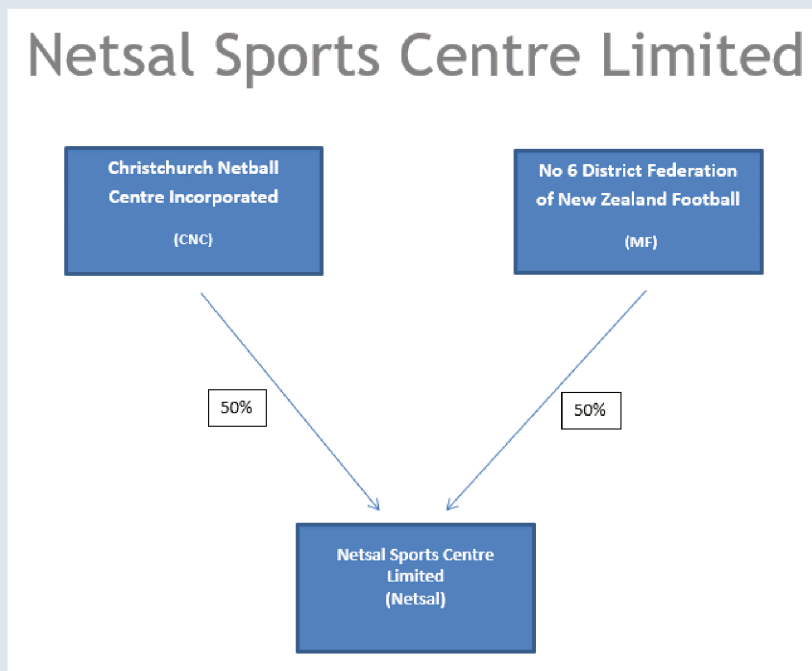 Netsal Sports Centre Limited
Christchurch Netball
Centre Incorporated
(CNC)
No 6 District Federation
of New Zealand Football
(MF)
50%
50%
Netsal Sports Centre
Limited
(Netsal)